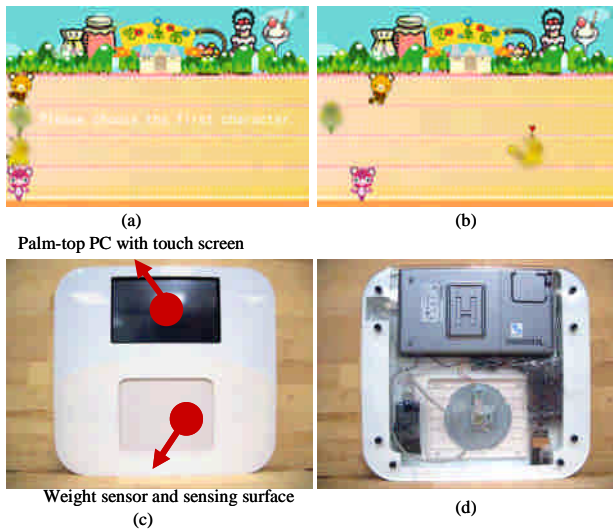 Please choose the first character.
(a)
(b)
Palm-top PC with touch screen
Weight sensor and sensing surface
(c)
(d)